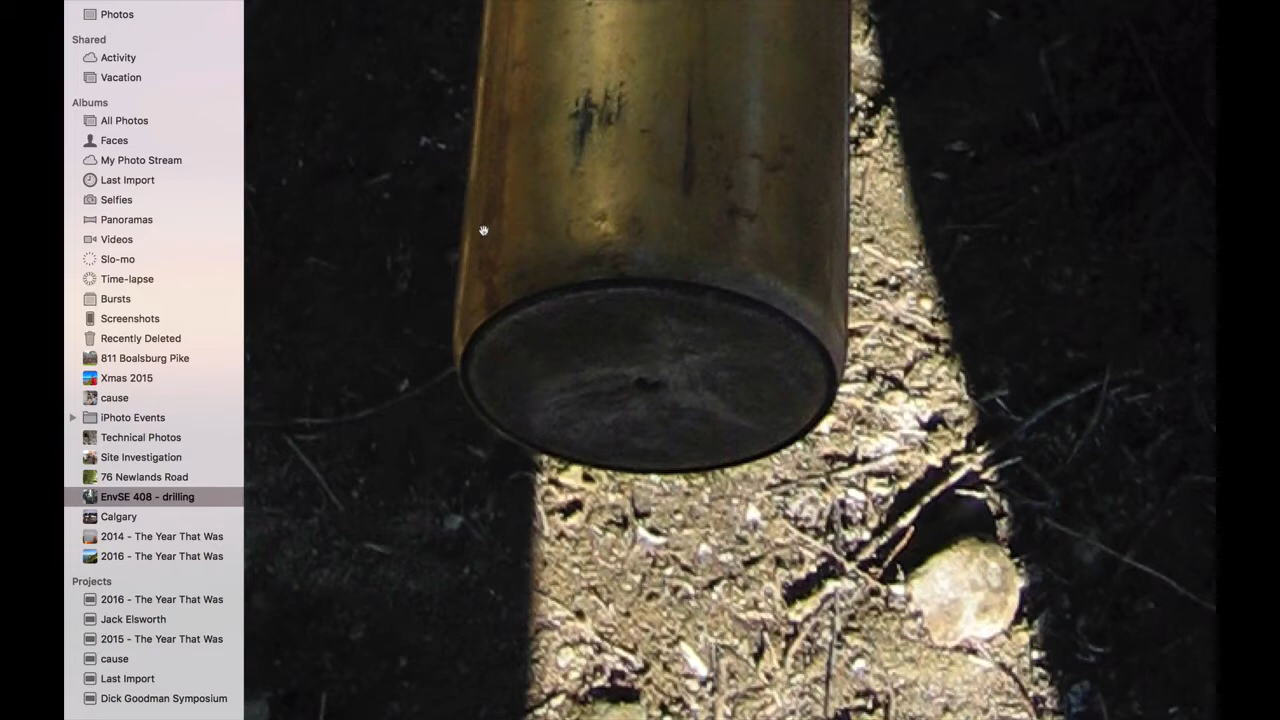 Photos
Shared
Activity
Vacation
Albums
All Photos
Faces
My Photo Stream
Last Import
Selfies
Panoramas
Videos
Slo-mo
Time-lapse
Bursts
Screenshots
Recently Deleted
811 Boalsburg Pike
Xmas 2015
cause
iPhoto Events
Technical Photos
Site Investigation
76 Newlands Road
EnvSE 408 - drilling
Calgary
2014 - The Year That Was
2016 - The Year That Was
Projects
2016 - The Year That Was
Jack Elsworth
2015 - The Year That Was
cause
Last Import
Dick Goodman Symposium